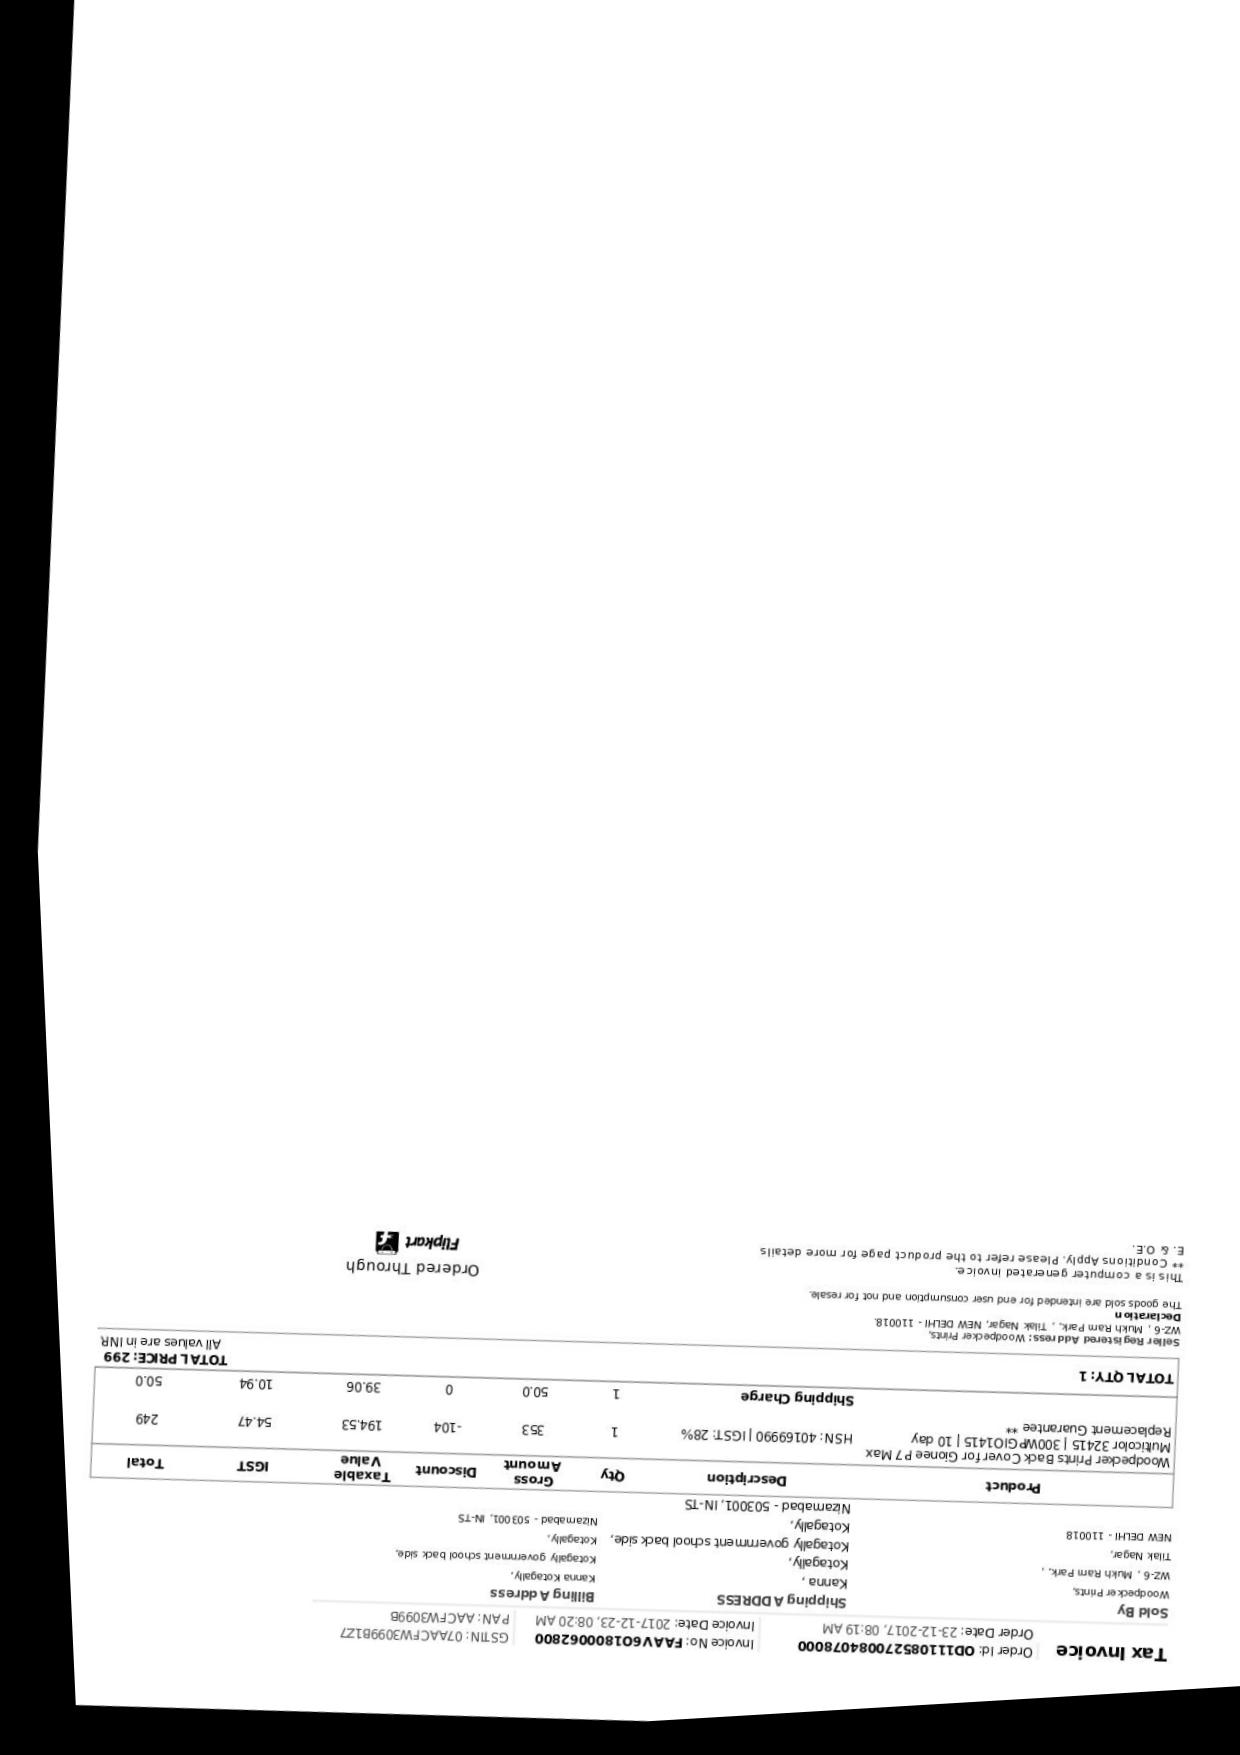 Tax Invoice
Order Id: OD111085270084078000
Order Date: 23-12-2017, 08:19 AM
Invoice No: FAAV6O1800062800
Invoice Date: 2017-12-23, 08:20 AM
GSTIN: 07AACFW3099B1Z7
PAN: AACFW3099B
Sold By
Woodpecker Prints,
WZ-6 , Mukh Ram Park, ,
Tilak Nagar,
NEW DELHI - 110018
Shipping ADDRESS
Kanna ,
Kotagally,
Kotagally government school back side,
Kotagally,
Nizamabad - 503001, IN-TS
Billing Address
Kanna Kotagally,
Kotagally government school back side,
Kotagally,
Nizamabad - 503001, IN-TS
Product Description Qty Gross Amount Discount Taxable Value IGST Total
Woodpecker Prints Back Cover for Gionee P7 Max
Multicolor 32415 | 300WPGIO1415 | 10 day
Replacement Guarantee **
HSN: 40169990 | IGST: 28% 1 353 -104 194.53 54.47 249
Shipping Charge 1 50.0 0 39.06 10.94 50.0
TOTAL QTY: 1 TOTAL PRICE: 299
All values are in INR
Seller Registered Address: Woodpecker Prints,
WZ-6 , Mukh Ram Park, , Tilak Nagar, NEW DELHI - 110018.
Declaration
The goods sold are intended for end user consumption and not for resale.
This is a computer generated invoice.
** Conditions Apply. Please refer to the product page for more details
E. & O.E.
Ordered Through
Flipkart